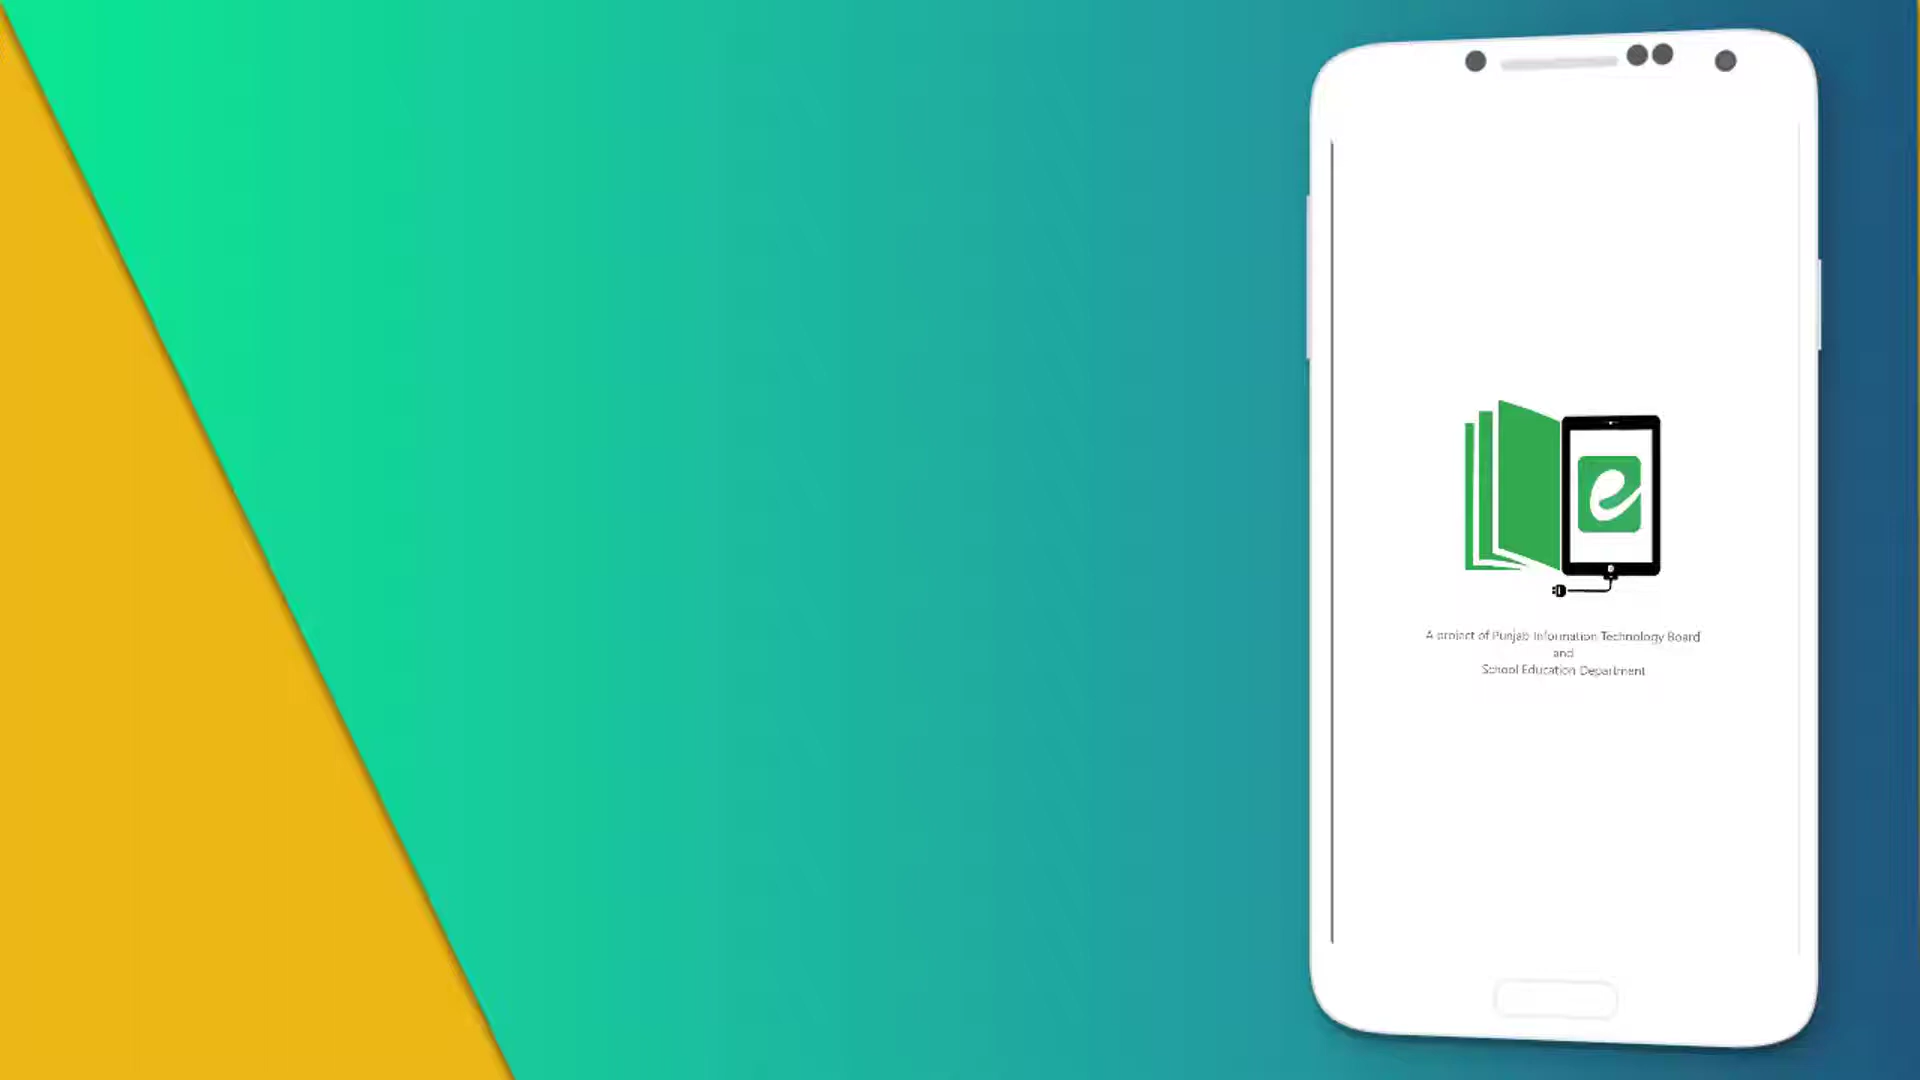 e
A project of Punjab Information Technology Board
and
School Education Department